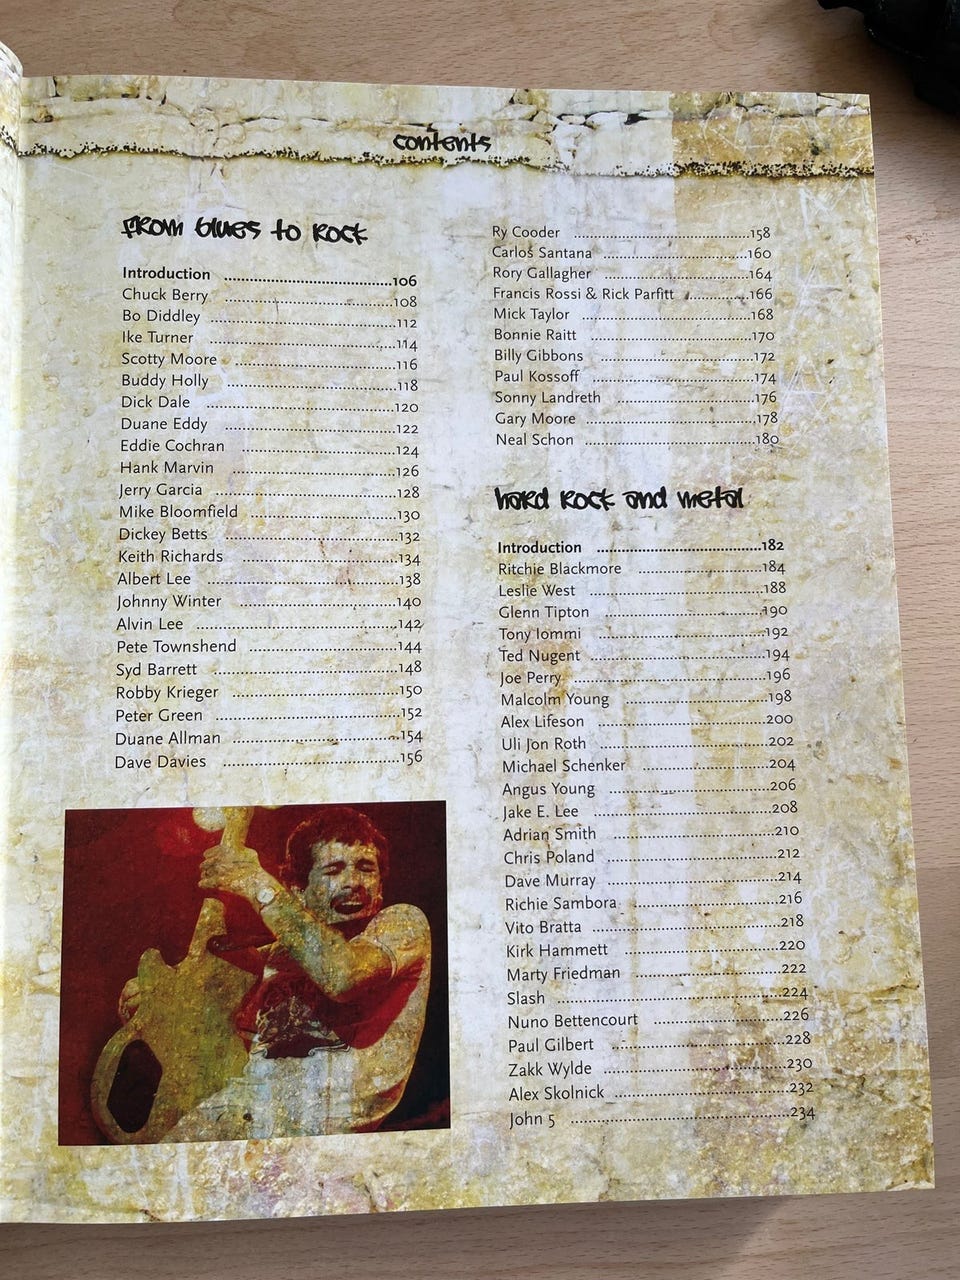 contents
from blues to rock
Introduction ........ 106
Chuck Berry ........ 108
Bo Diddley ........ 112
Ike Turner ........ 114
Scotty Moore ........ 116
Buddy Holly ........ 118
Dick Dale ........ 120
Duane Eddy ........ 122
Eddie Cochran ........ 124
Hank Marvin ........ 126
Jerry Garcia ........ 128
Mike Bloomfield ........ 130
Dickey Betts ........ 132
Keith Richards ........ 134
Albert Lee ........ 138
Johnny Winter ........ 140
Alvin Lee ........ 142
Pete Townshend ........ 144
Syd Barrett ........ 148
Robby Krieger ........ 150
Peter Green ........ 152
Duane Allman ........ 154
Dave Davies ........ 156
Ry Cooder ........ 158
Carlos Santana ........ 160
Rory Gallagher ........ 164
Francis Rossi & Rick Parfitt ........ 166
Mick Taylor ........ 168
Bonnie Raitt ........ 170
Billy Gibbons ........ 172
Paul Kossoff ........ 174
Sonny Landreth ........ 176
Gary Moore ........ 178
Neal Schon ........ 180
hard rock and metal
Introduction ........ 182
Ritchie Blackmore ........ 184
Leslie West ........ 188
Glenn Tipton ........ 190
Tony Iommi ........ 192
Ted Nugent ........ 194
Joe Perry ........ 196
Malcolm Young ........ 198
Alex Lifeson ........ 200
Uli Jon Roth ........ 202
Michael Schenker ........ 204
Angus Young ........ 206
Jake E. Lee ........ 208
Adrian Smith ........ 210
Chris Poland ........ 212
Dave Murray ........ 214
Richie Sambora ........ 216
Vito Bratta ........ 218
Kirk Hammett ........ 220
Marty Friedman ........ 222
Slash ........ 224
Nuno Bettencourt ........ 226
Paul Gilbert ........ 228
Zakk Wylde ........ 230
Alex Skolnick ........ 232
John 5 ........ 234